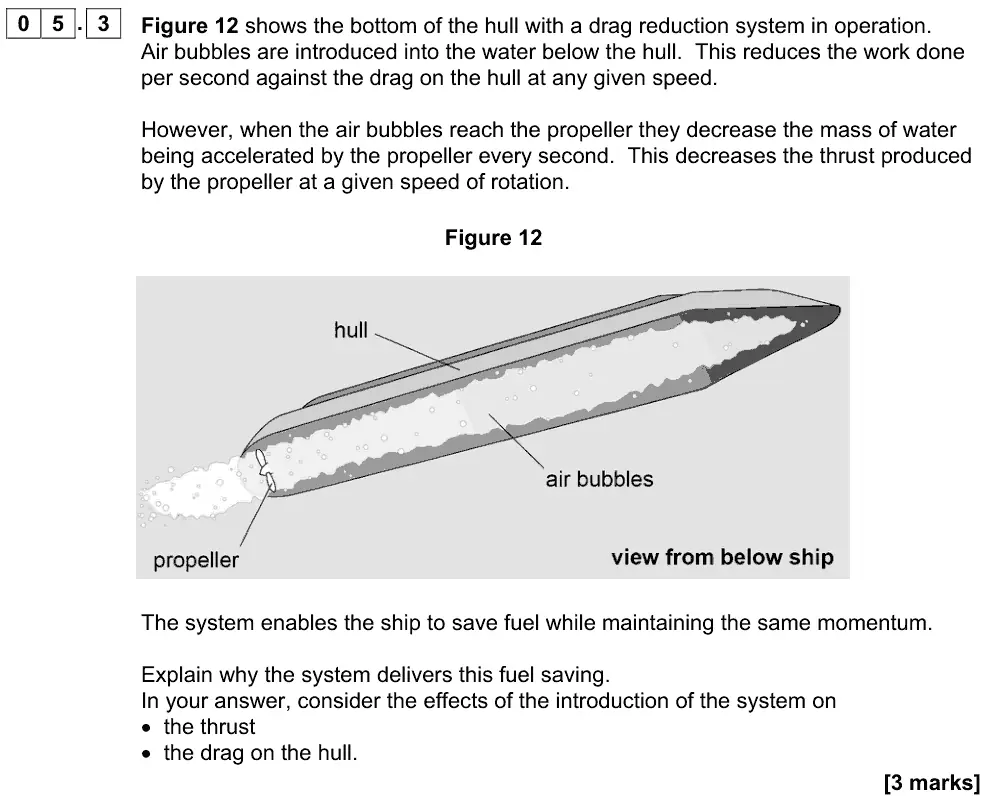 0 5 . 3 Figure 12 shows the bottom of the hull with a drag reduction system in operation.
Air bubbles are introduced into the water below the hull. This reduces the work done
per second against the drag on the hull at any given speed.
However, when the air bubbles reach the propeller they decrease the mass of water
being accelerated by the propeller every second. This decreases the thrust produced
by the propeller at a given speed of rotation.
Figure 12
hull
air bubbles
propeller
view from below ship
The system enables the ship to save fuel while maintaining the same momentum.
Explain why the system delivers this fuel saving.
In your answer, consider the effects of the introduction of the system on
• the thrust
• the drag on the hull.
[3 marks]